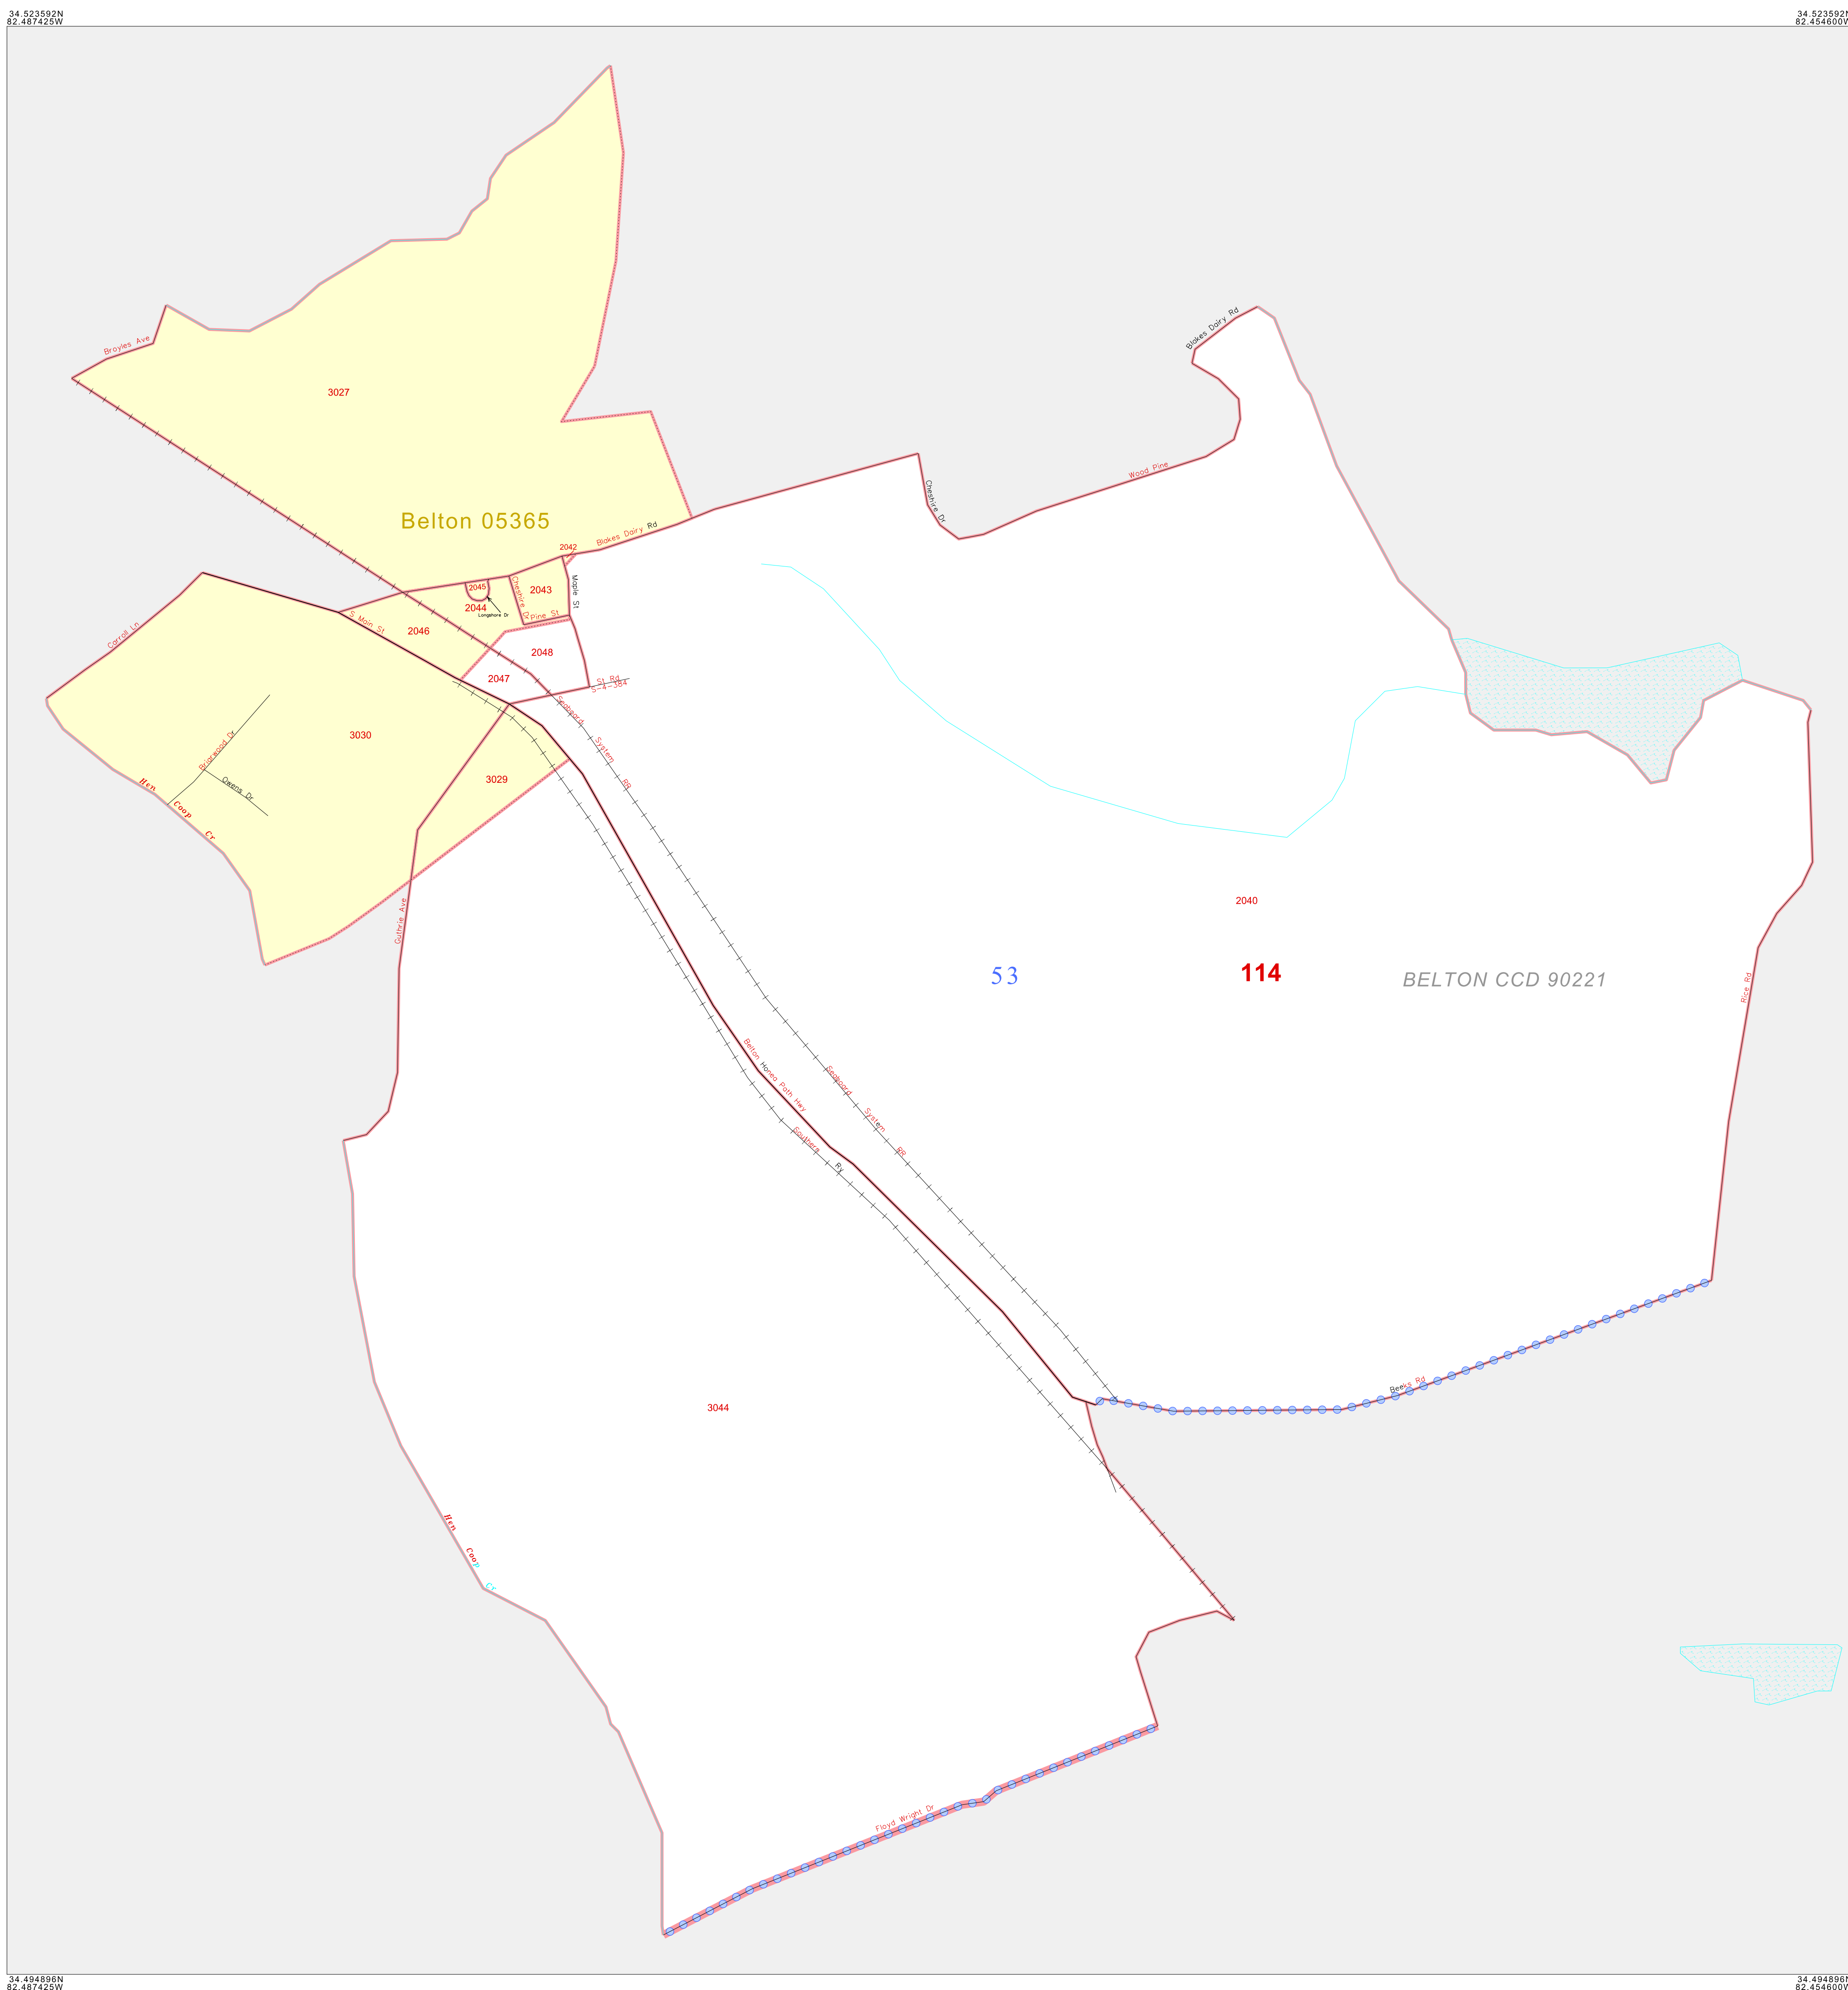 34.523592N
82.487425W
34.523592N
82.454600W
Blakes Dairy Rd
Broyles Ave
3027
Wood Pine
Cheshire Dr
Belton 05365
Blakes Dairy Rd
2042
Maple St
2045
2043
Cheshire Dr
2044
Longshore Dr
Pine St
S Main St
2046
Carroll Ln
2048
2047
St Rd
S-4-384
Seaboard System RR
3030
Briarwood Dr
Owens Dr
3029
Hen Coop Cr
2040
Guthrie Ave
53
114
BELTON CCD 90221
Rice Rd
Belton Honea Path Hwy
Seaboard System RR
Southern Ry
Beeks Rd
3044
Hen Coop Cr
Floyd Wright Dr
34.494896N
82.487425W
34.494896N
82.454600W